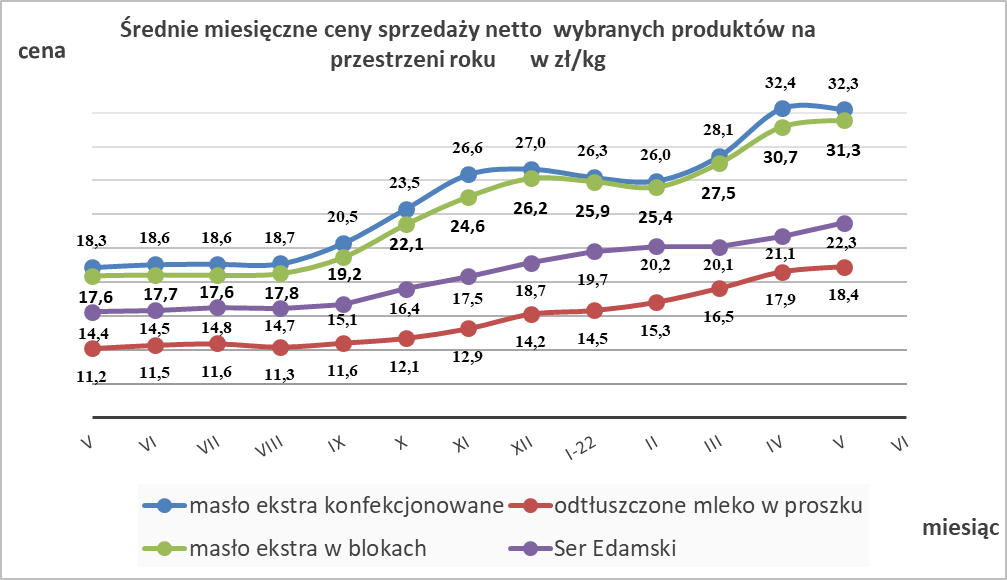 Średnie miesięczne ceny sprzedaży netto wybranych produktów na
przestrzeni roku w zł/kg
cena
32,4 32,3
28,1
26,6 27,0 26,3 26,0
30,7 31,3
23,5
27,5
20,5
26,2 25,9 25,4
24,6
18,3 18,6 18,6 18,7
22,1
19,2
22,3
21,1
17,6 17,7 17,6 17,8
20,2 20,1
19,7
18,7
17,5
16,4
15,1
14,4 14,5 14,8 14,7
17,9 18,4
16,5
15,3
14,2 14,5
12,9
12,1
11,2 11,5 11,6 11,3 11,6
V VI VII VIII IX X XI XII I-22 II III IV V VI
masło ekstra konfekcjonowane odtłuszczone mleko w proszku
miesiąc
masło ekstra w blokach Ser Edamski